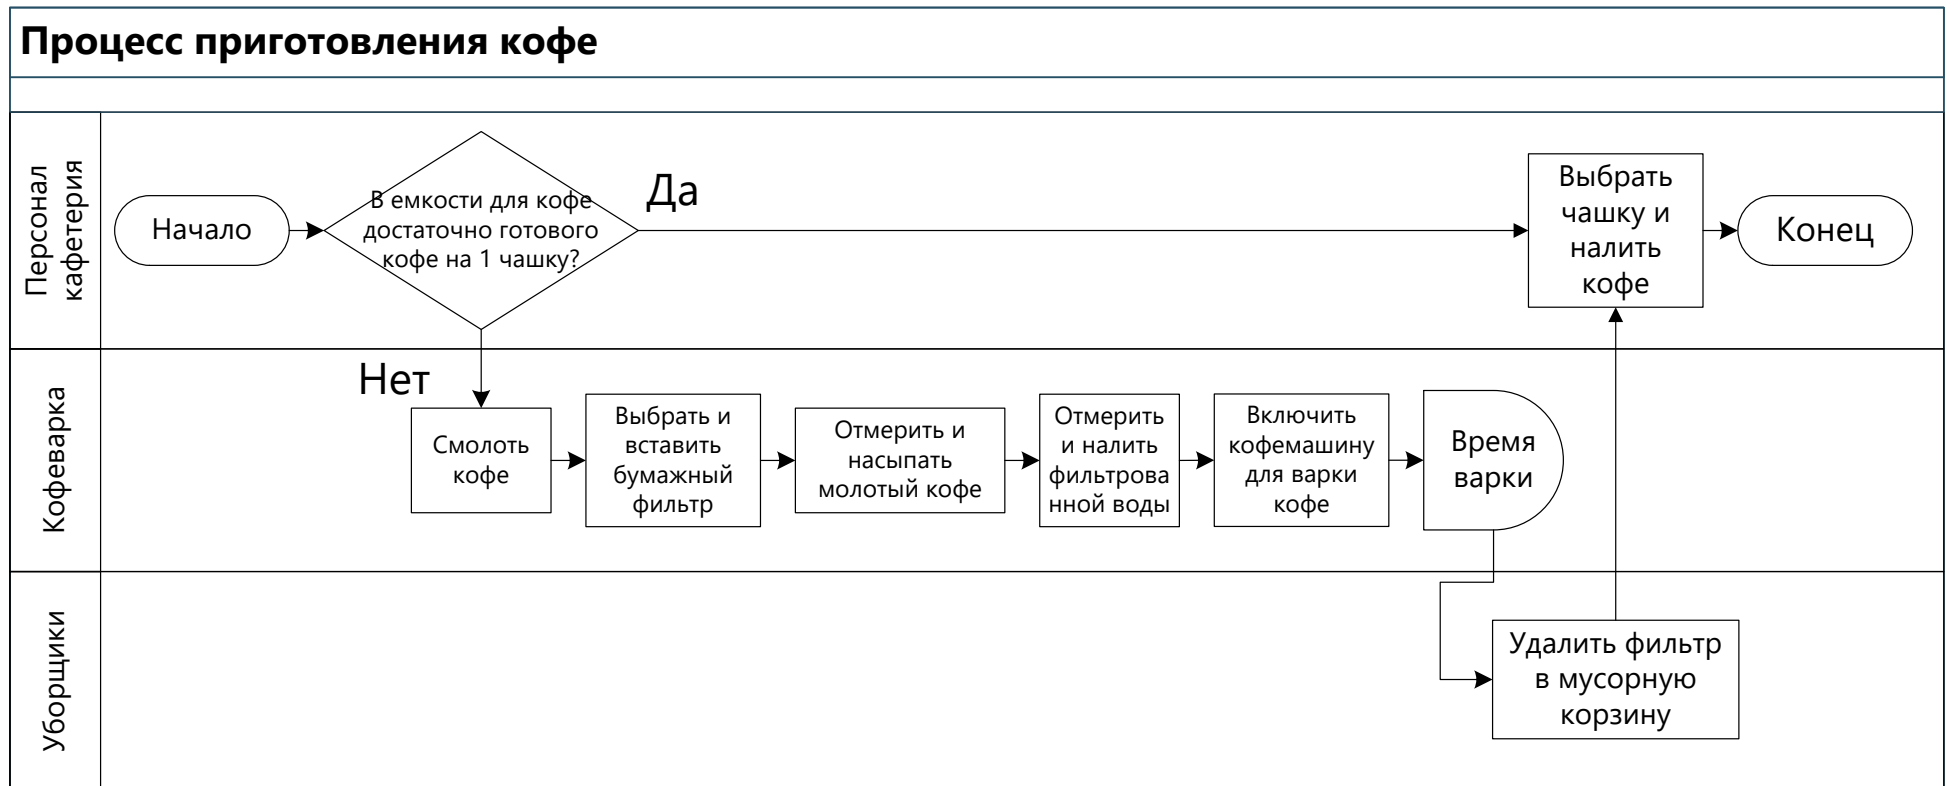 Процесс приготовления кофе
Персонал
кафетерия
Начало
В емкости для кофе
достаточно готового
кофе на 1 чашку?
Да
Выбрать
чашку и
налить
кофе
Конец
Кофеварка
Нет
Смолоть
кофе
Выбрать и
вставить
бумажный
фильтр
Отмерить и
насыпать
молотый кофе
Отмерить
и налить
фильтрова
нной воды
Включить
кофемашину
для варки
кофе
Время
варки
Уборщики
Удалить фильтр
в мусорную
корзину